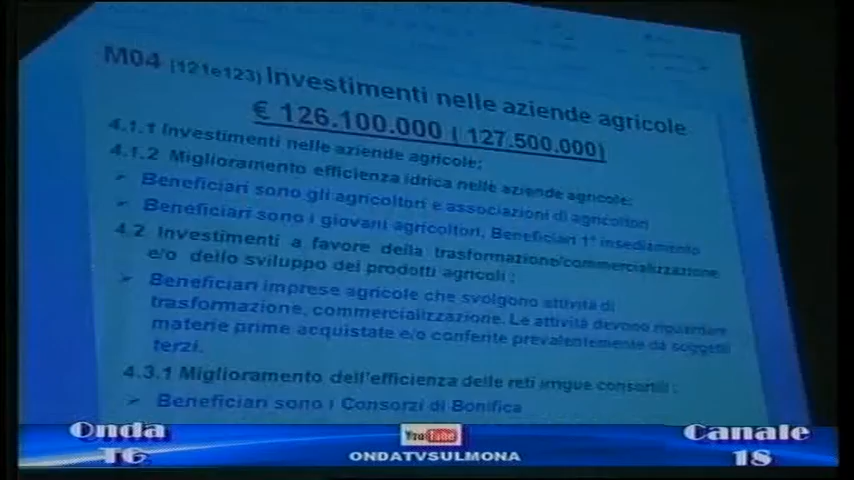 M04 (121e123) Investimenti nelle aziende agricole
€ 126.100.000 ( 127.500.000)
4.1.1 Investimenti nelle aziende agricole;
4.1.2 Miglioramento efficienza idrica nelle aziende agricole;
➢ Beneficiari sono gli agricoltori e associazioni di agricoltori
➢ Beneficiari sono i giovani agricoltori. Beneficiari 1° insediamento
4.2 Investimenti a favore della trasformazione/commercializzazione
e/o dello sviluppo dei prodotti agricoli ;
➢ Beneficiari imprese agricole che svolgono attività di
trasformazione, commercializzazione. Le attività devono riguardare
materie prime acquistate e/o conferite prevalentemente da soggetti
terzi.
4.3.1 Miglioramento dell'efficienza delle reti irrigue consortili ;
➢ Beneficiari sono i Consorzi di Bonifica
Onda
TG
YouTube
ONDATVSULMONA
Canale
18